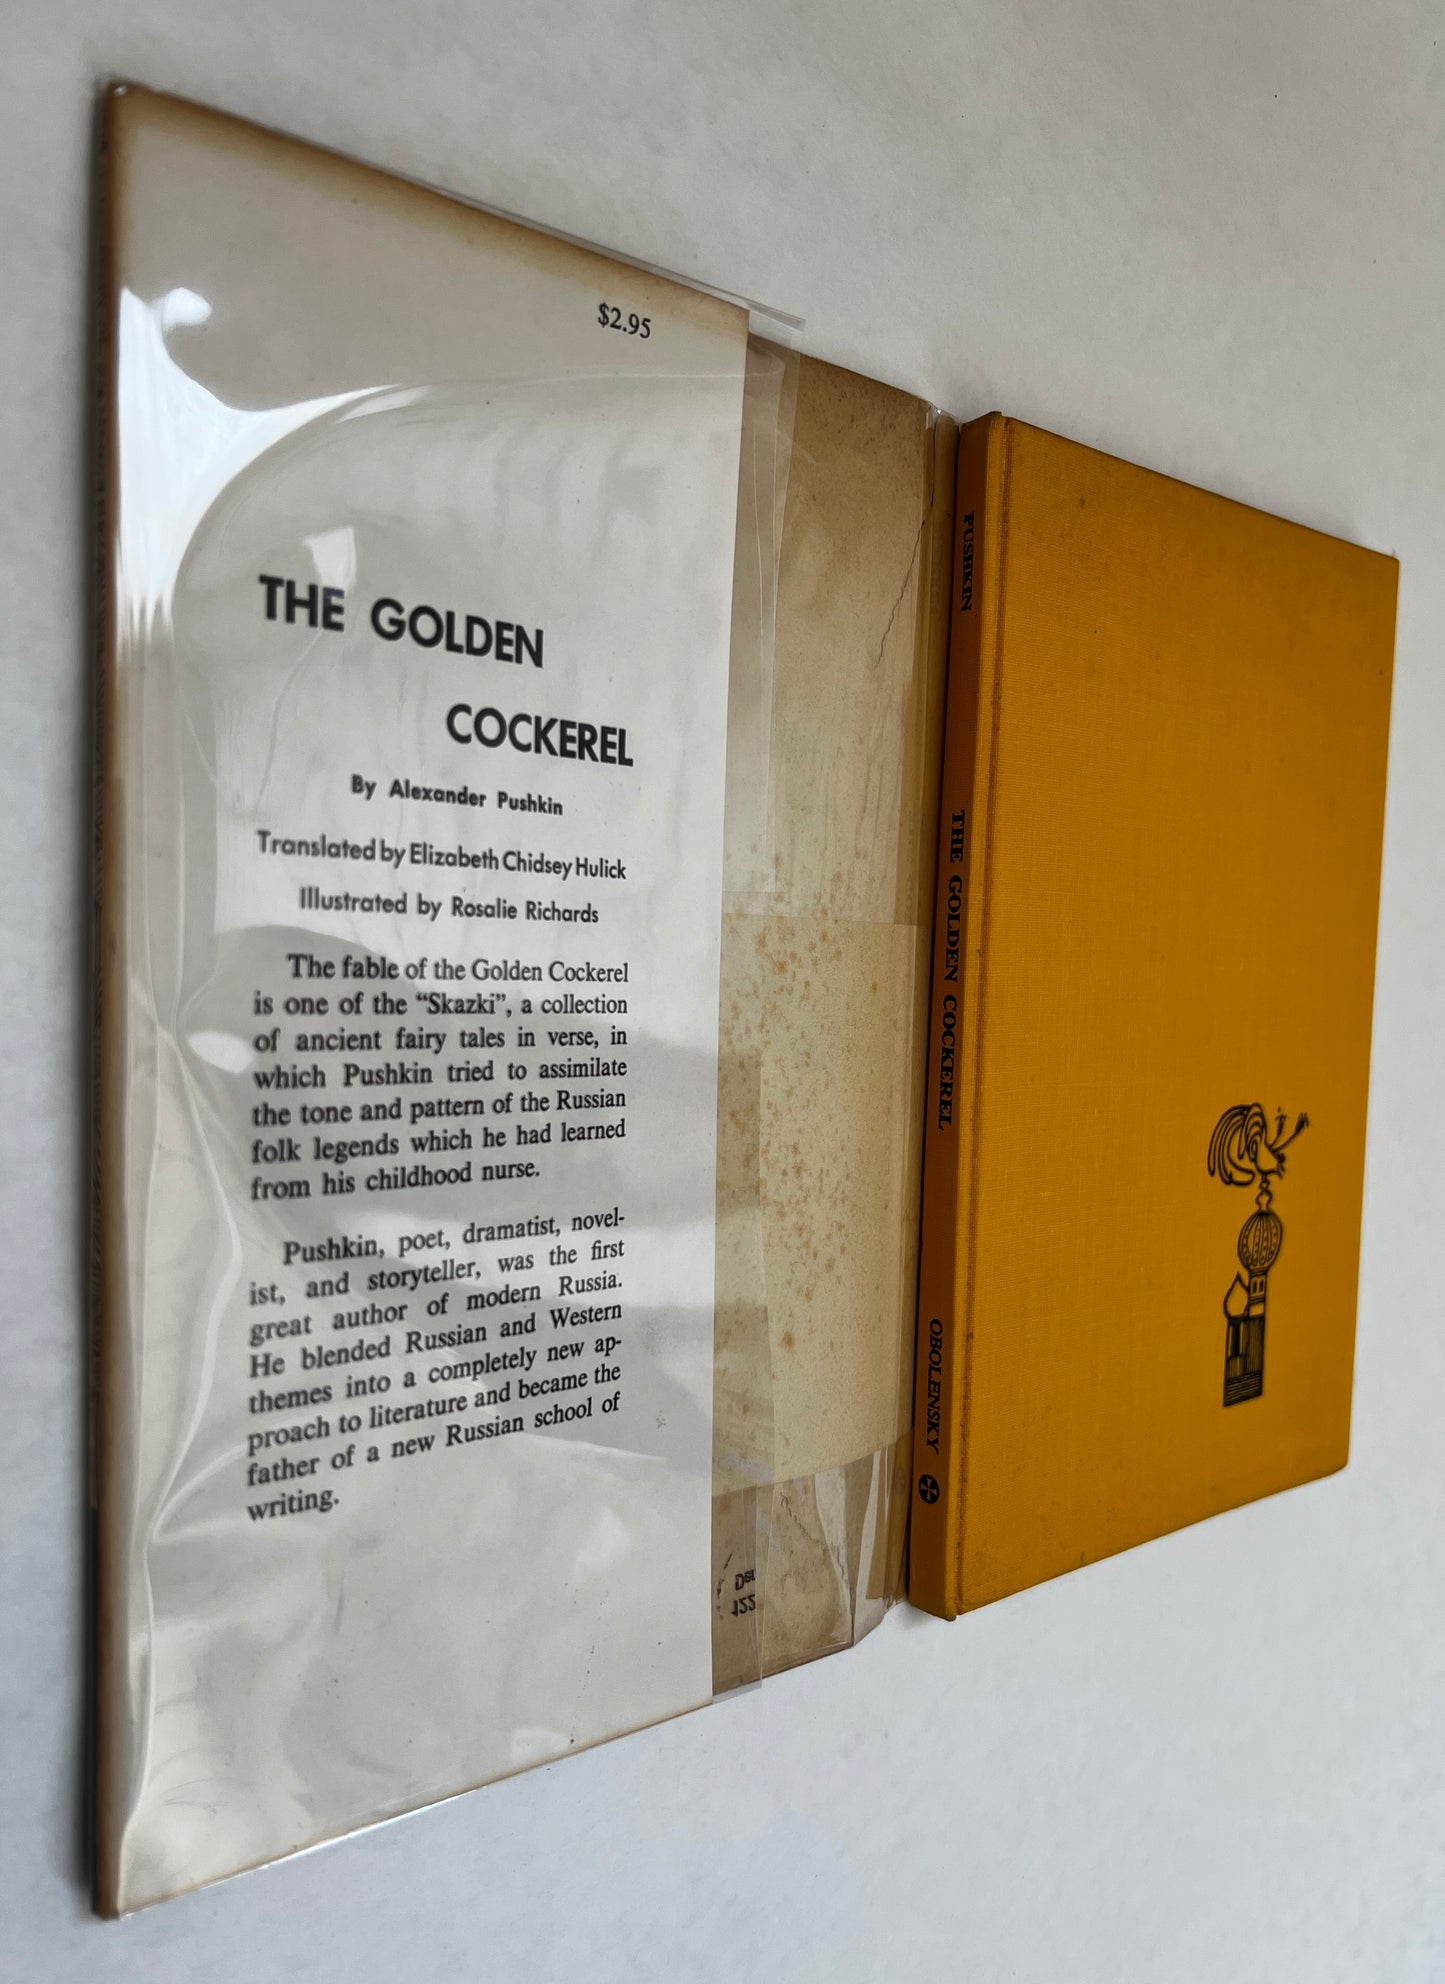 $2.95
THE GOLDEN
COCKEREL
By Alexander Pushkin
Translated by Elizabeth Chidsey Hulick
Illustrated by Rosalie Richards
The fable of the Golden Cockerel
is one of the “Skazki”, a collection
of ancient fairy tales in verse, in
which Pushkin tried to assimilate
the tone and pattern of the Russian
folk legends which he had learned
from his childhood nurse.
Pushkin, poet, dramatist, novel-
ist, and storyteller, was the first
great author of modern Russia.
He blended Russian and Western
themes into a completely new ap-
proach to literature and became the
father of a new Russian school of
writing.
PUSHKIN
THE GOLDEN COCKEREL
OBOLENSKY